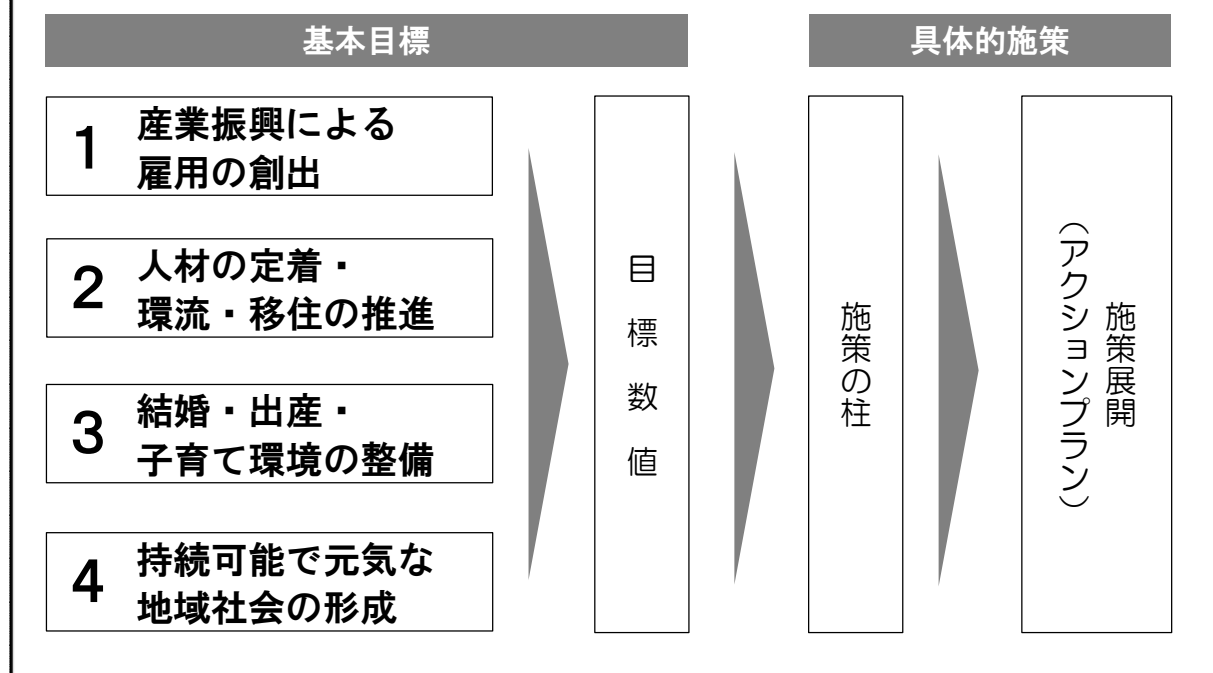 基本目標
具体的施策
1
産業振興による
雇用の創出
2
人材の定着・
環流・移住の推進
3
結婚・出産・
子育て環境の整備
4
持続可能で元気な
地域社会の形成
目標数値
施策の柱
施策展開
（アクションプラン）